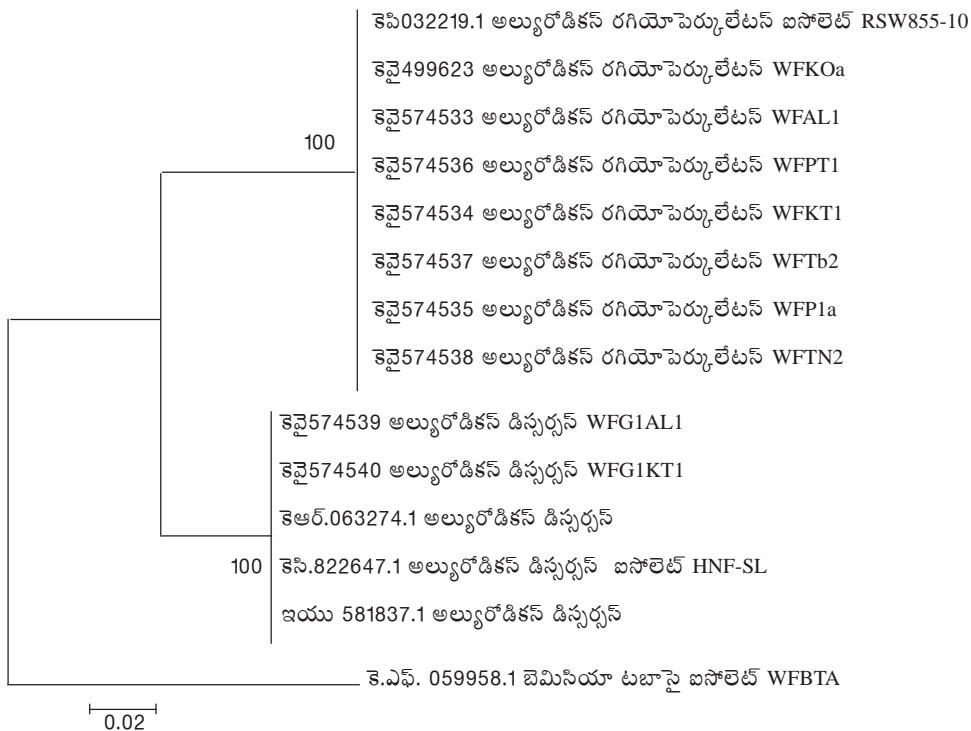 కెసి032219.1 అల్యురోడికస్ రగియోపెర్కులేటస్ ఐసోలెట్ RSW855-10
కెవై499623 అల్యురోడికస్ రగియోపెర్కులేటస్ WFKOa
కెవై574533 అల్యురోడికస్ రగియోపెర్కులేటస్ WFAL1
100
కెవై574536 అల్యురోడికస్ రగియోపెర్కులేటస్ WFPT1
కెవై574534 అల్యురోడికస్ రగియోపెర్కులేటస్ WFKT1
కెవై574537 అల్యురోడికస్ రగియోపెర్కులేటస్ WFTb2
కెవై574535 అల్యురోడికస్ రగియోపెర్కులేటస్ WFP1a
కెవై574538 అల్యురోడికస్ రగియోపెర్కులేటస్ WFTN2
కెవై574539 అల్యురోడికస్ డిస్పర్సస్ WFG1AL1
కెవై574540 అల్యురోడికస్ డిస్పర్సస్ WFG1KT1
కెఆర్.063274.1 అల్యురోడికస్ డిస్పర్సస్
100 కెసి.822647.1 అల్యురోడికస్ డిస్పర్సస్ ఐసోలెట్ HNF-SL
ఇయు 581837.1 అల్యురోడికస్ డిస్పర్సస్
కె.ఎఫ్. 059958.1 బెమిసియా టబాసై ఐసోలెట్ WFBTA
0.02